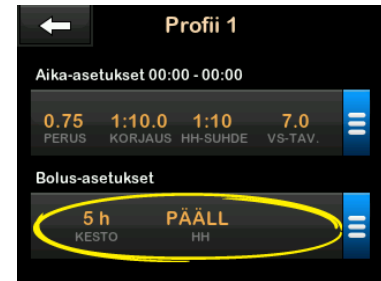 Profii 1
Aika-asetukset 00:00 - 00:00
0.75 1:10.0 1:10 7.0
PERUS KORJAUS HH-SUHDE VS-TAV.
Bolus-asetukset
5 h PÄÄLL
KESTO HH